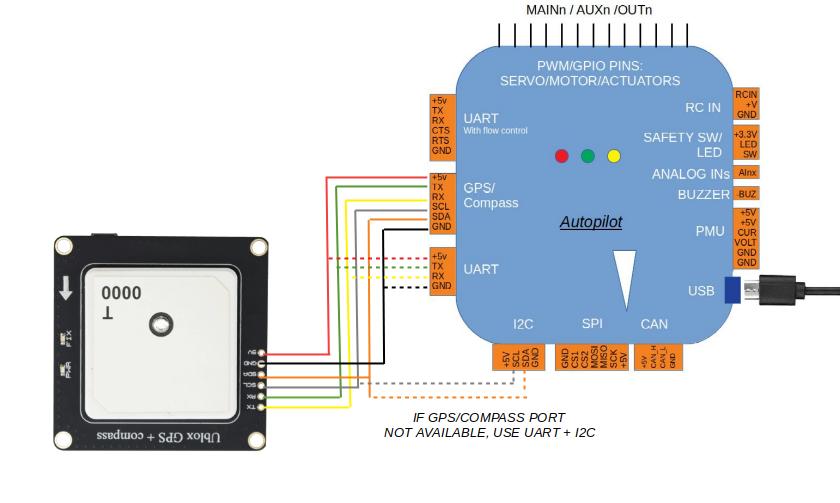 MAINn / AUXn /OUTn
PWM/GPIO PINS:
SERVO/MOTOR/ACTUATORS
+5v
TX
RX
CTS
RTS
GND
UART
With flow control
+5v
TX
RX
SCL
SDA
GND
GPS/
Compass
+5v
TX
RX
GND
UART
Autopilot
RC IN
RCIN
+V
GND
SAFETY SW/
LED
+3.3V
LED
SW
ANALOG INs
AInx
BUZZER
-BUZ
PMU
+5V
+5V
CUR
VOLT
GND
GND
USB
I2C
+5V
SCL
SDA
GND
SPI
GND
CS1
CS2
MOSI
MISO
SCK
+5V
CAN
+5V
CAN_H
CAN_L
GND
IF GPS/COMPASS PORT
NOT AVAILABLE, USE UART + I2C
0000
T
FIX
PWR
5V
GND
SDA
SCL
RX
TX
Ublox GPS + compass